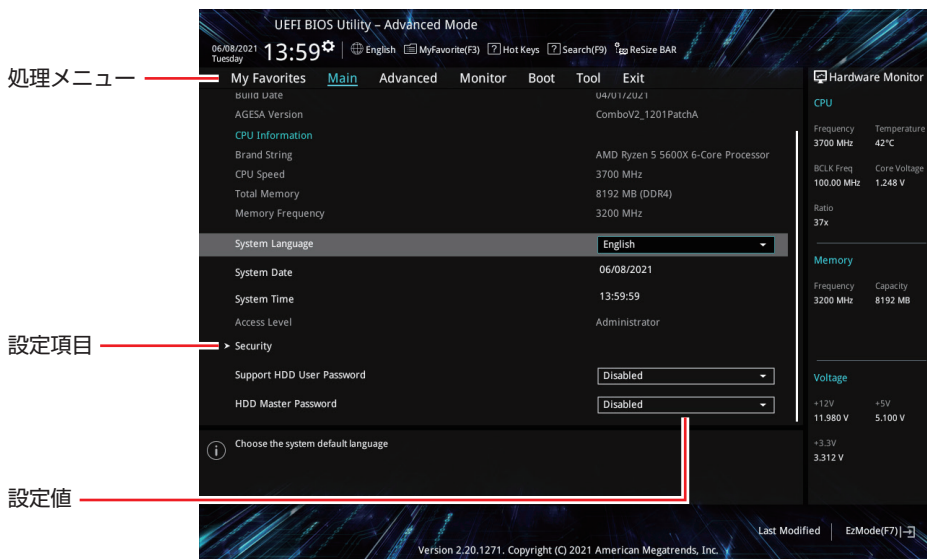 UEFI BIOS Utility – Advanced Mode
06/08/2021 Tuesday 13:59 English MyFavorite(F3) ? Hot Keys ? Search(F9) ReSize BAR
処理メニュー
My Favorites Main Advanced Monitor Boot Tool Exit
Build Date 04/01/2021
AGESA Version ComboV2_1201PatchA
CPU Information
Brand String AMD Ryzen 5 5600X 6-Core Processor
CPU Speed 3700 MHz
Total Memory 8192 MB (DDR4)
Memory Frequency 3200 MHz
System Language English
System Date 06/08/2021
System Time 13:59:59
Access Level Administrator
設定項目
> Security
Support HDD User Password Disabled
HDD Master Password Disabled
設定値
Choose the system default language
Hardware Monitor
CPU
Frequency Temperature
3700 MHz 42°C
BCLK Freq Core Voltage
100.00 MHz 1.248 V
Ratio
37x
Memory
Frequency Capacity
3200 MHz 8192 MB
Voltage
+12V +5V
11.980 V 5.100 V
+3.3V
3.312 V
Last Modified EzMode(F7)
Version 2.20.1271. Copyright (C) 2021 American Megatrends, Inc.